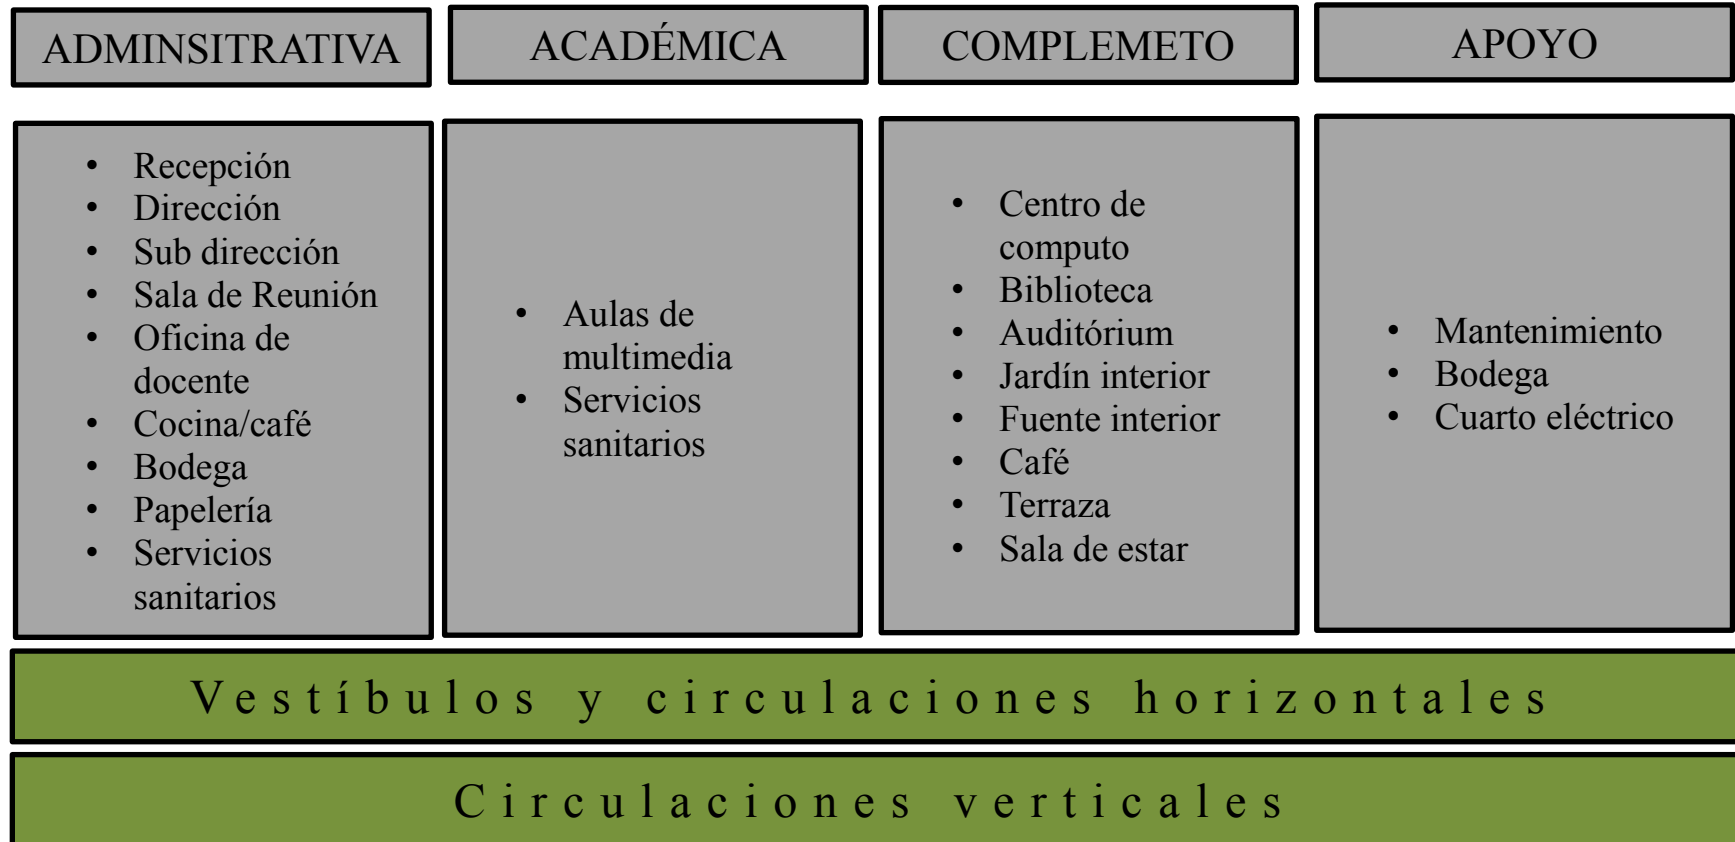 ADMINSITRATIVA
ACADÉMICA
COMPLEMETO
APOYO
• Recepción
• Dirección
• Sub dirección
• Sala de Reunión
• Oficina de
docente
• Cocina/café
• Bodega
• Papelería
• Servicios
sanitarios
• Aulas de
multimedia
• Servicios
sanitarios
• Centro de
computo
• Biblioteca
• Auditórium
• Jardín interior
• Fuente interior
• Café
• Terraza
• Sala de estar
• Mantenimiento
• Bodega
• Cuarto eléctrico
Vestíbulos y circulaciones horizontales
Circulaciones verticales